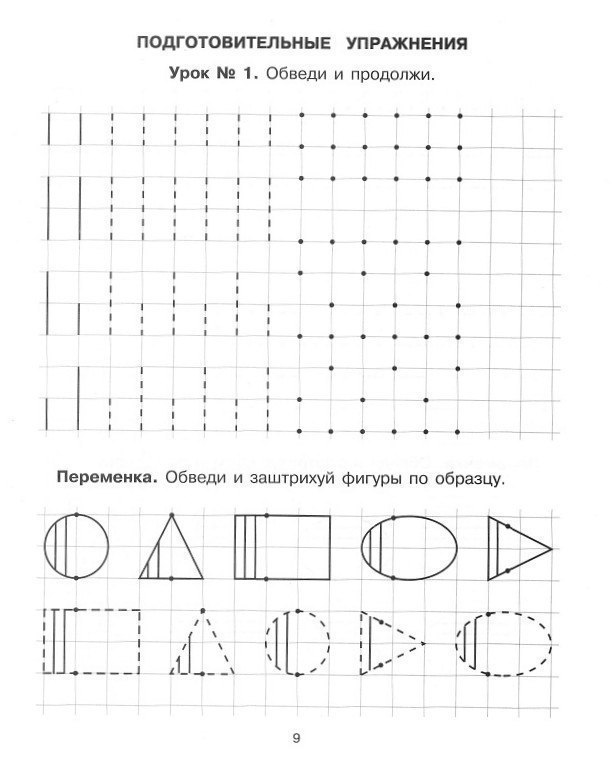 ПОДГОТОВИТЕЛЬНЫЕ УПРАЖНЕНИЯ
Урок № 1. Обведи и продолжи.
Переменка. Обведи и заштрихуй фигуры по образцу.
9